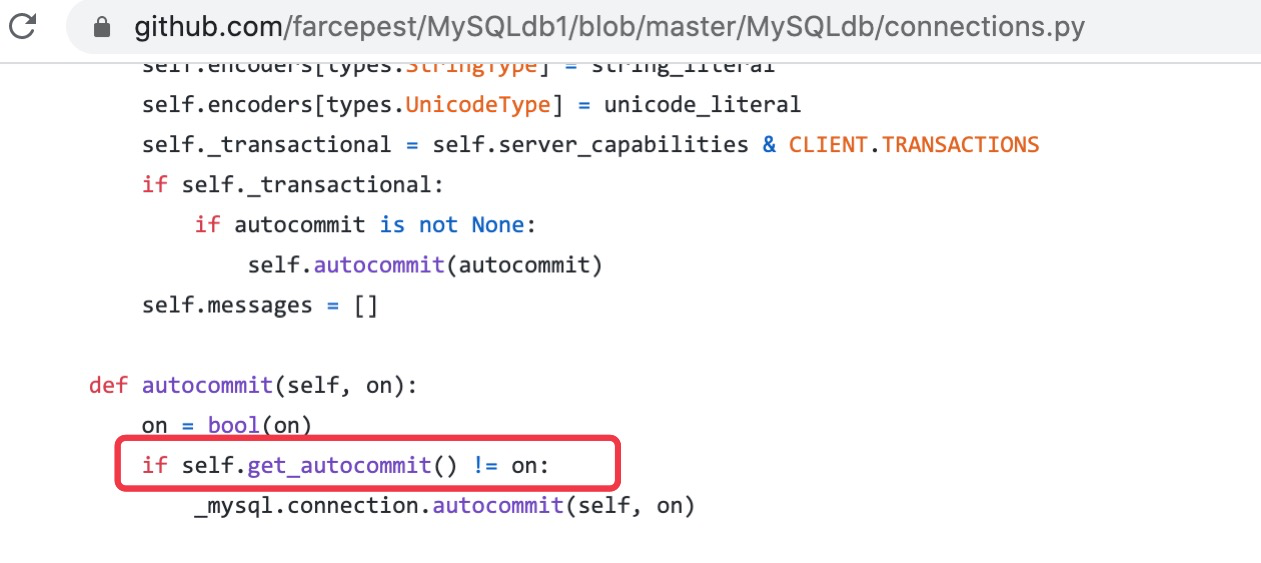 github.com/farcepest/MySQLdb1/blob/master/MySQLdb/connections.py
self.encoders[types.StringType] = string_literal
self.encoders[types.UnicodeType] = unicode_literal
self._transactional = self.server_capabilities & CLIENT.TRANSACTIONS
if self._transactional:
if autocommit is not None:
self.autocommit(autocommit)
self.messages = []
def autocommit(self, on):
on = bool(on)
if self.get_autocommit() != on:
_mysql.connection.autocommit(self, on)